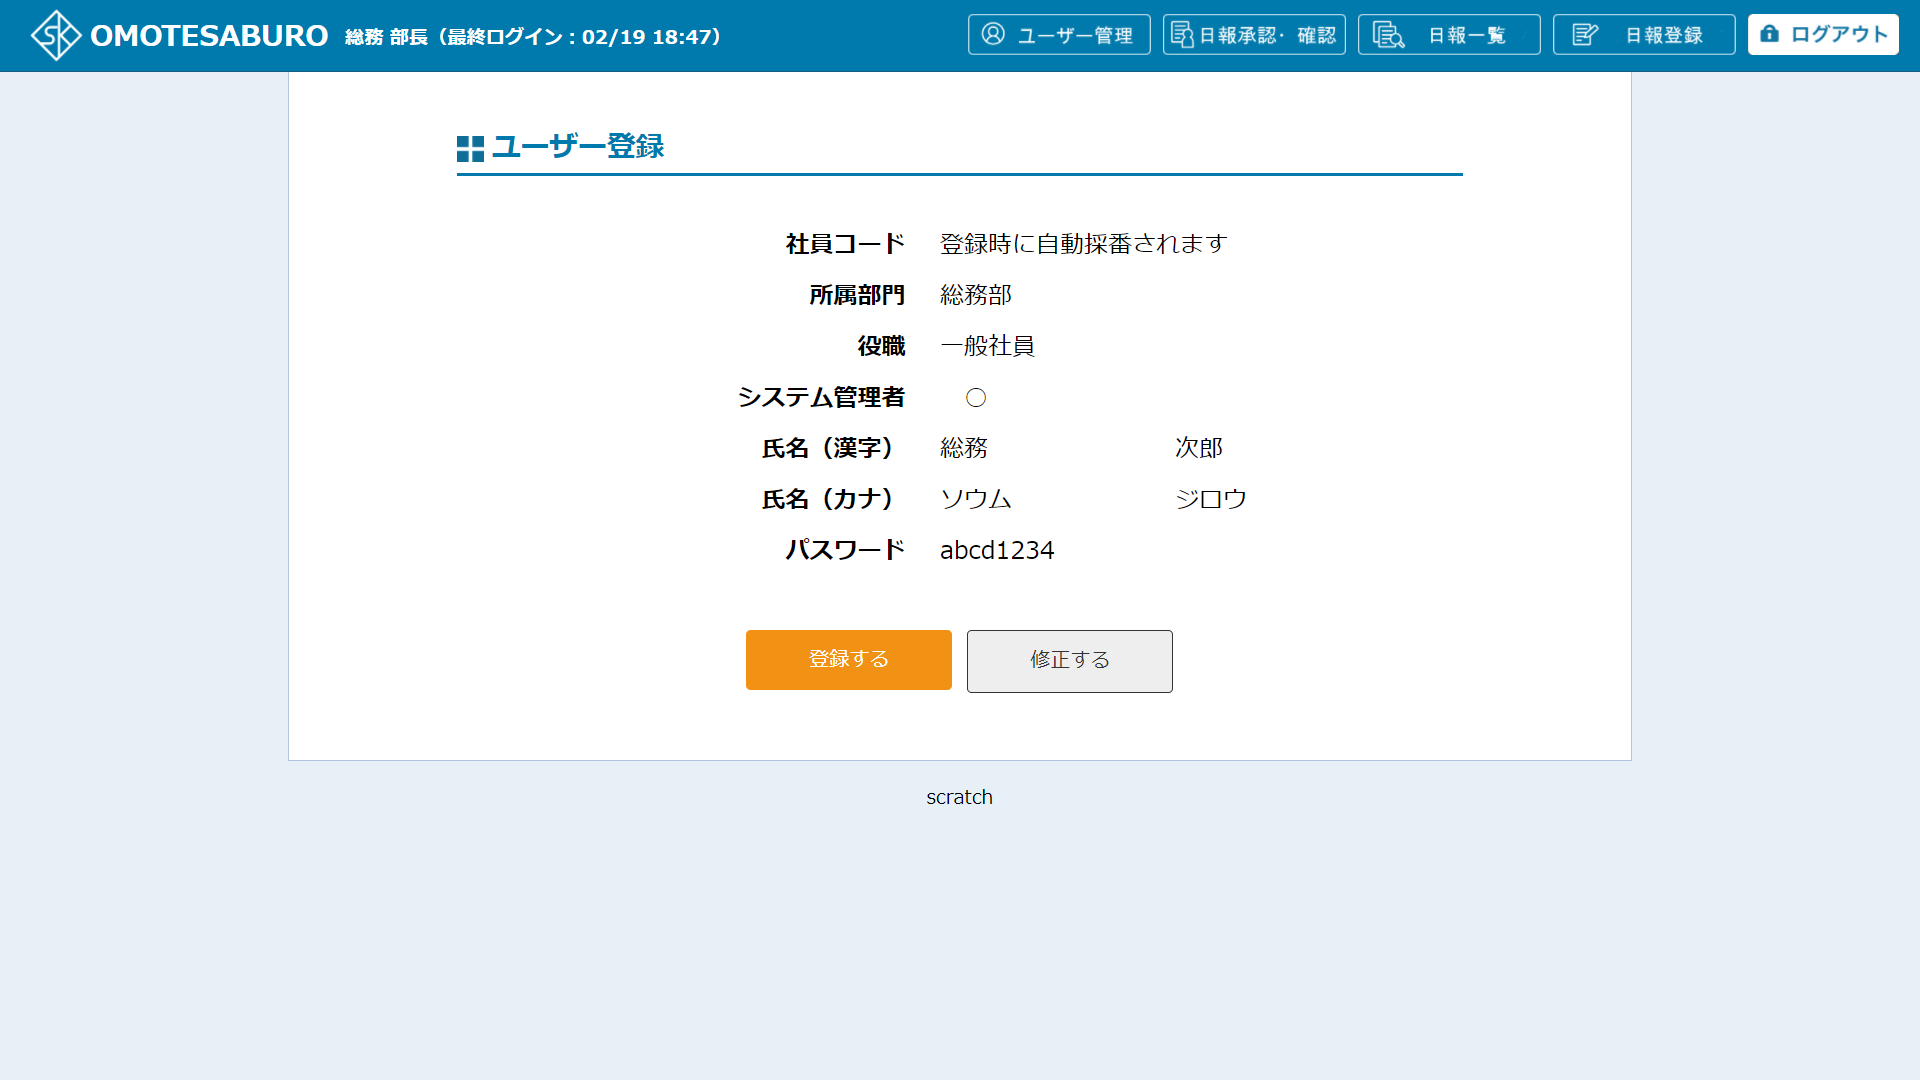 OMOTESABURO 総務 部長（最終ログイン：02/19 18:47） ユーザー管理 日報承認・確認 日報一覧 日報登録 ログアウト
ユーザー登録
社員コード 登録時に自動採番されます
所属部門 総務部
役職 一般社員
システム管理者 ○
氏名（漢字） 総務 次郎
氏名（カナ） ソウム ジロウ
パスワード abcd1234
登録する 修正する
scratch